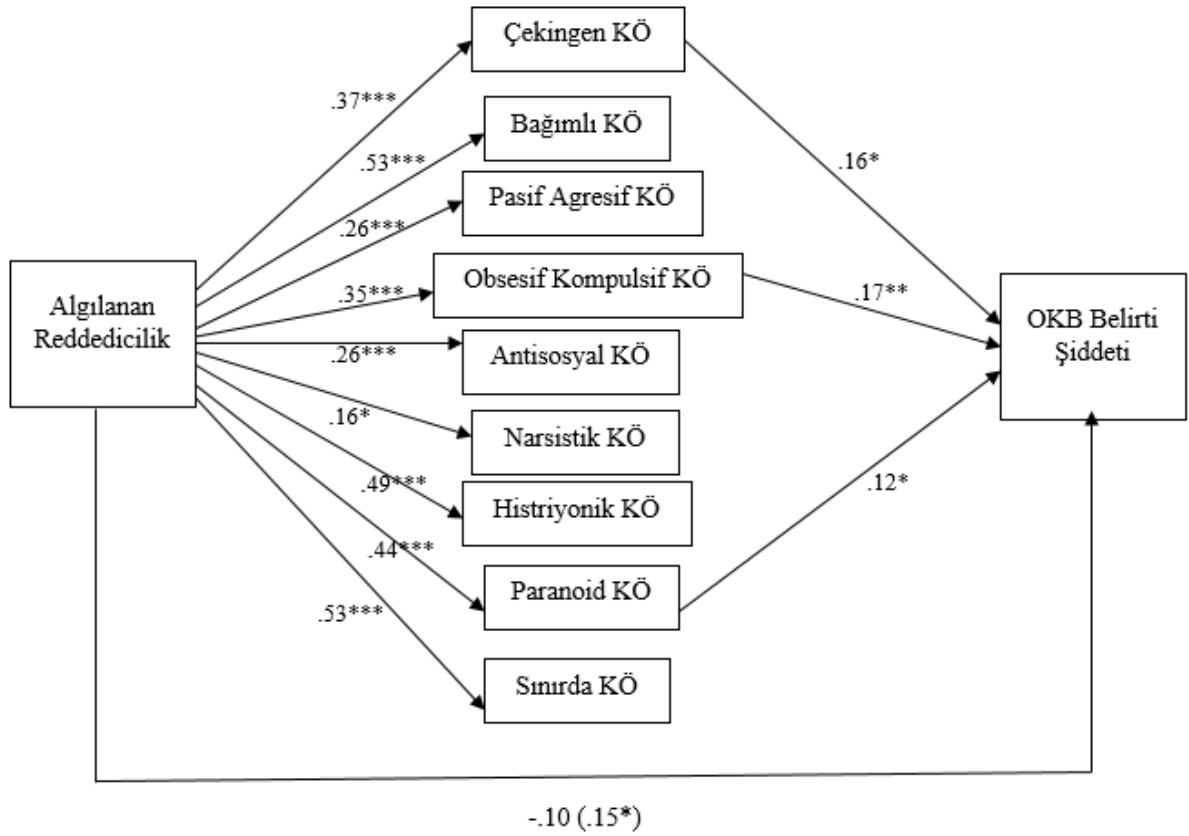 Çekingen KÖ
.37***
Bağımlı KÖ
.53***
.16*
Pasif Agresif KÖ
.26***
Algılanan
Reddedicilik
Obsesif Kompulsif KÖ
.35***
.17**
OKB Belirti
Şiddeti
Antisosyal KÖ
.26***
Narsistik KÖ
.16*
Histriyonik KÖ
.49***
.12*
Paranoid KÖ
.44***
Sınırda KÖ
.53***
-.10 (.15*)